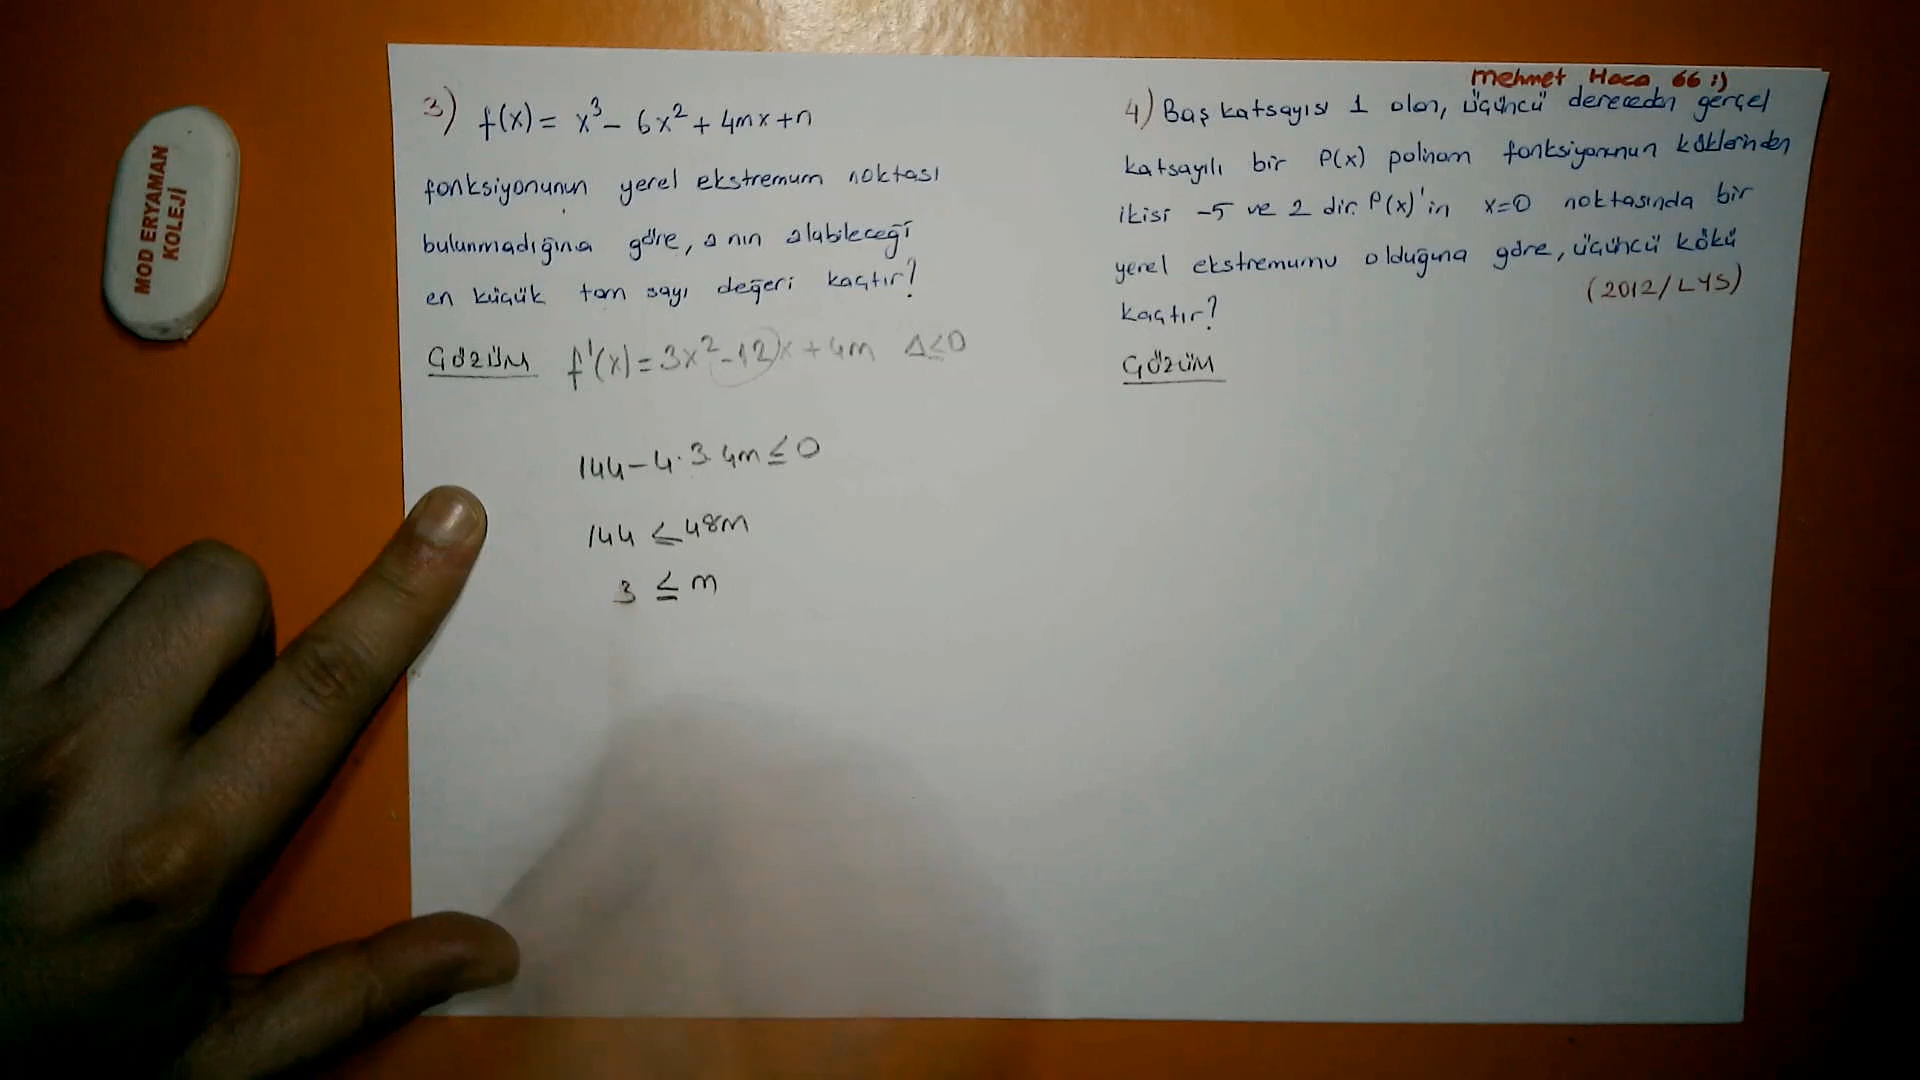 MOD ERYAMAN
KOLEJİ
3) f(x) = x³ - 6x² + 4mx + n
fonksiyonunun yerel ekstremum noktası
bulunmadığına göre, a nın alabileceği
en küçük tam sayı değeri kaçtır?
ÇÖZÜM f'(x) = 3x² - 12x + 4m Δ≤0
144 - 4·3·4m ≤ 0
144 ≤ 48m
3 ≤ m
mehmet Hoca 66 :)
4) Baş katsayısı 1 olan, üçüncü dereceden gerçel
katsayılı bir P(x) polinom fonksiyonunun köklerinden
ikisi -5 ve 2 dir. P(x)'in x=0 noktasında bir
yerel ekstremumu olduğuna göre, üçüncü kökü
kaçtır?
(2012/LYS)
ÇÖZÜM